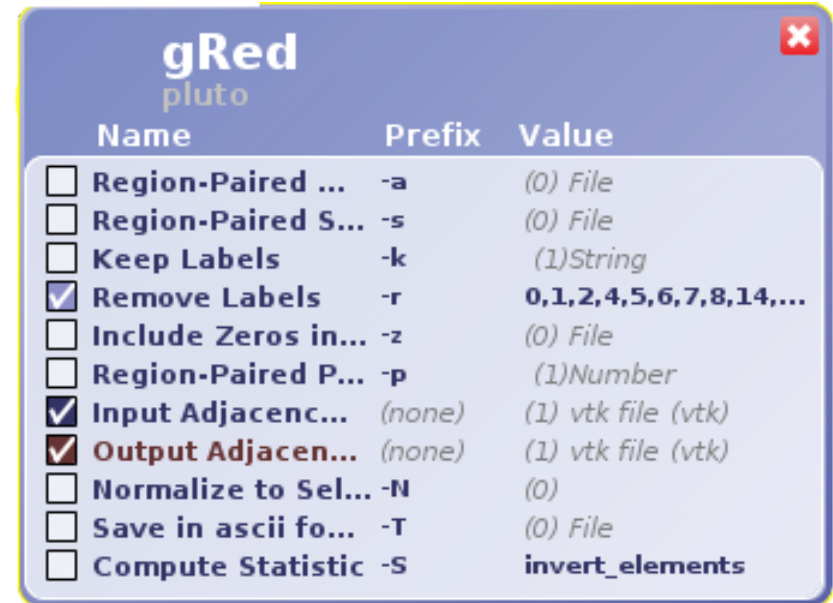 gRed
pluto
Name Prefix Value
Region-Paired ... -a (0) File
Region-Paired S... -s (0) File
Keep Labels -k (1)String
Remove Labels -r 0,1,2,4,5,6,7,8,14,...
Include Zeros in... -z (0) File
Region-Paired P... -p (1)Number
Input Adjacenc... (none) (1) vtk file (vtk)
Output Adjacen... (none) (1) vtk file (vtk)
Normalize to Sel... -N (0)
Save in ascii fo... -T (0) File
Compute Statistic -S invert_elements